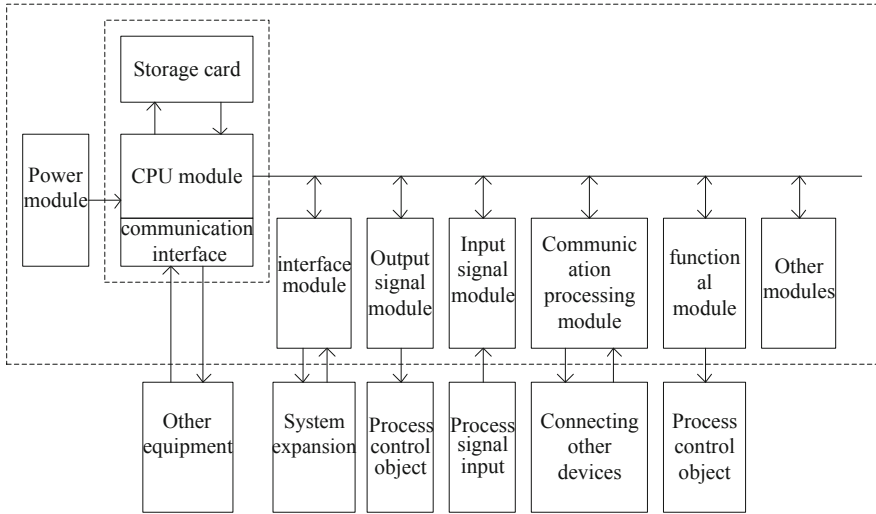 Storage card
Power
module
CPU module
communication
interface
interface
module
Output
signal
module
Input
signal
module
Communic
ation
processing
module
function
al
module
Other
modules
Other
equipment
System
expansion
Process
control
object
Process
signal
input
Connecting
other
devices
Process
control
object